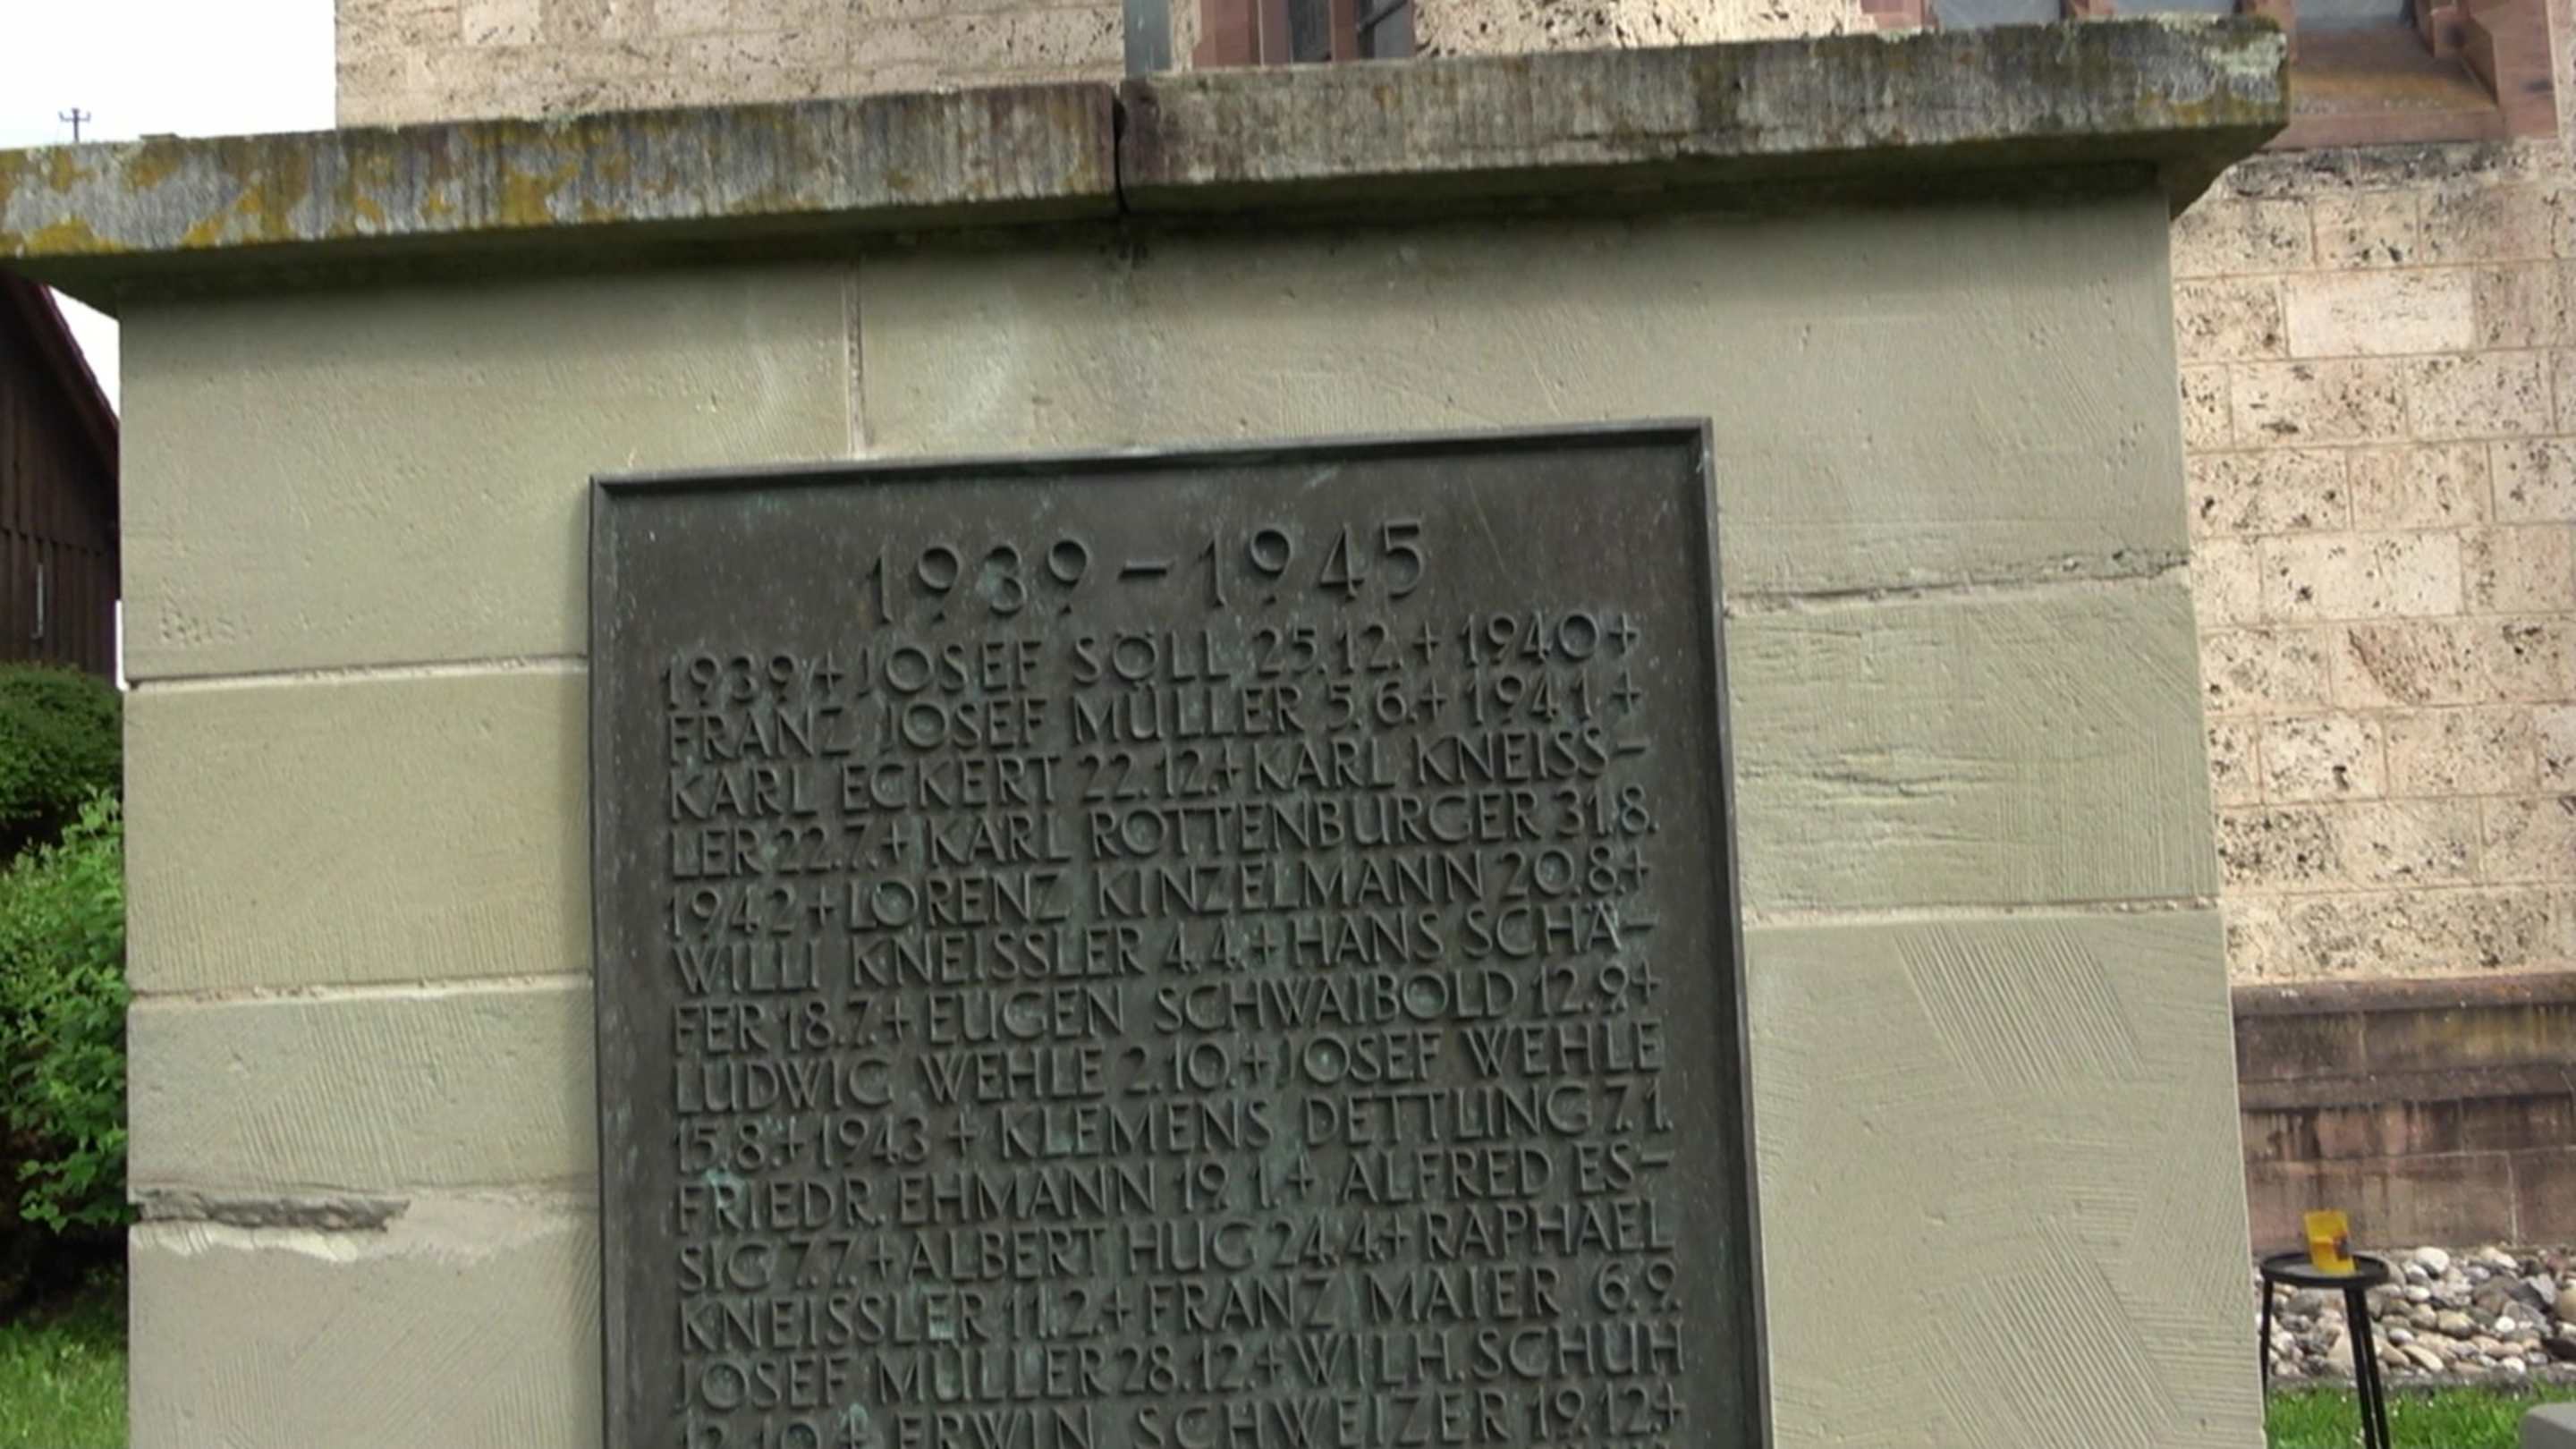 1939-1945
1939+JOSEF SÖLL 25.12.+1940+
FRANZ JOSEF MÜLLER 5.6.+1941.+
KARL ECKERT 22.12.+KARL KNEISS-
LER 22.7.+KARL ROTTENBURGER 31.8.
1942+LORENZ KINZELMANN 20.8.+
WILLI KNEISSLER 4.4.+HANS SCHÄ-
FER 18.7.+EUGEN SCHWAIBOLD 12.9.+
LUDWIG WEHLE 2.10.+JOSEF WEHLE
15.8.+1943+KLEMENS DETTLING 7.1.
FRIEDR. EHMANN 19.1.+ALFRED ES-
SIG 7.7.+ALBERT HUG 24.4.+RAPHAEL
KNEISSLER 11.2.+FRANZ MAIER 6.9.
JOSEF MÜLLER 28.12.+WILH. SCHUH
12.10.+ERWIN SCHWEIZER 19.12.+